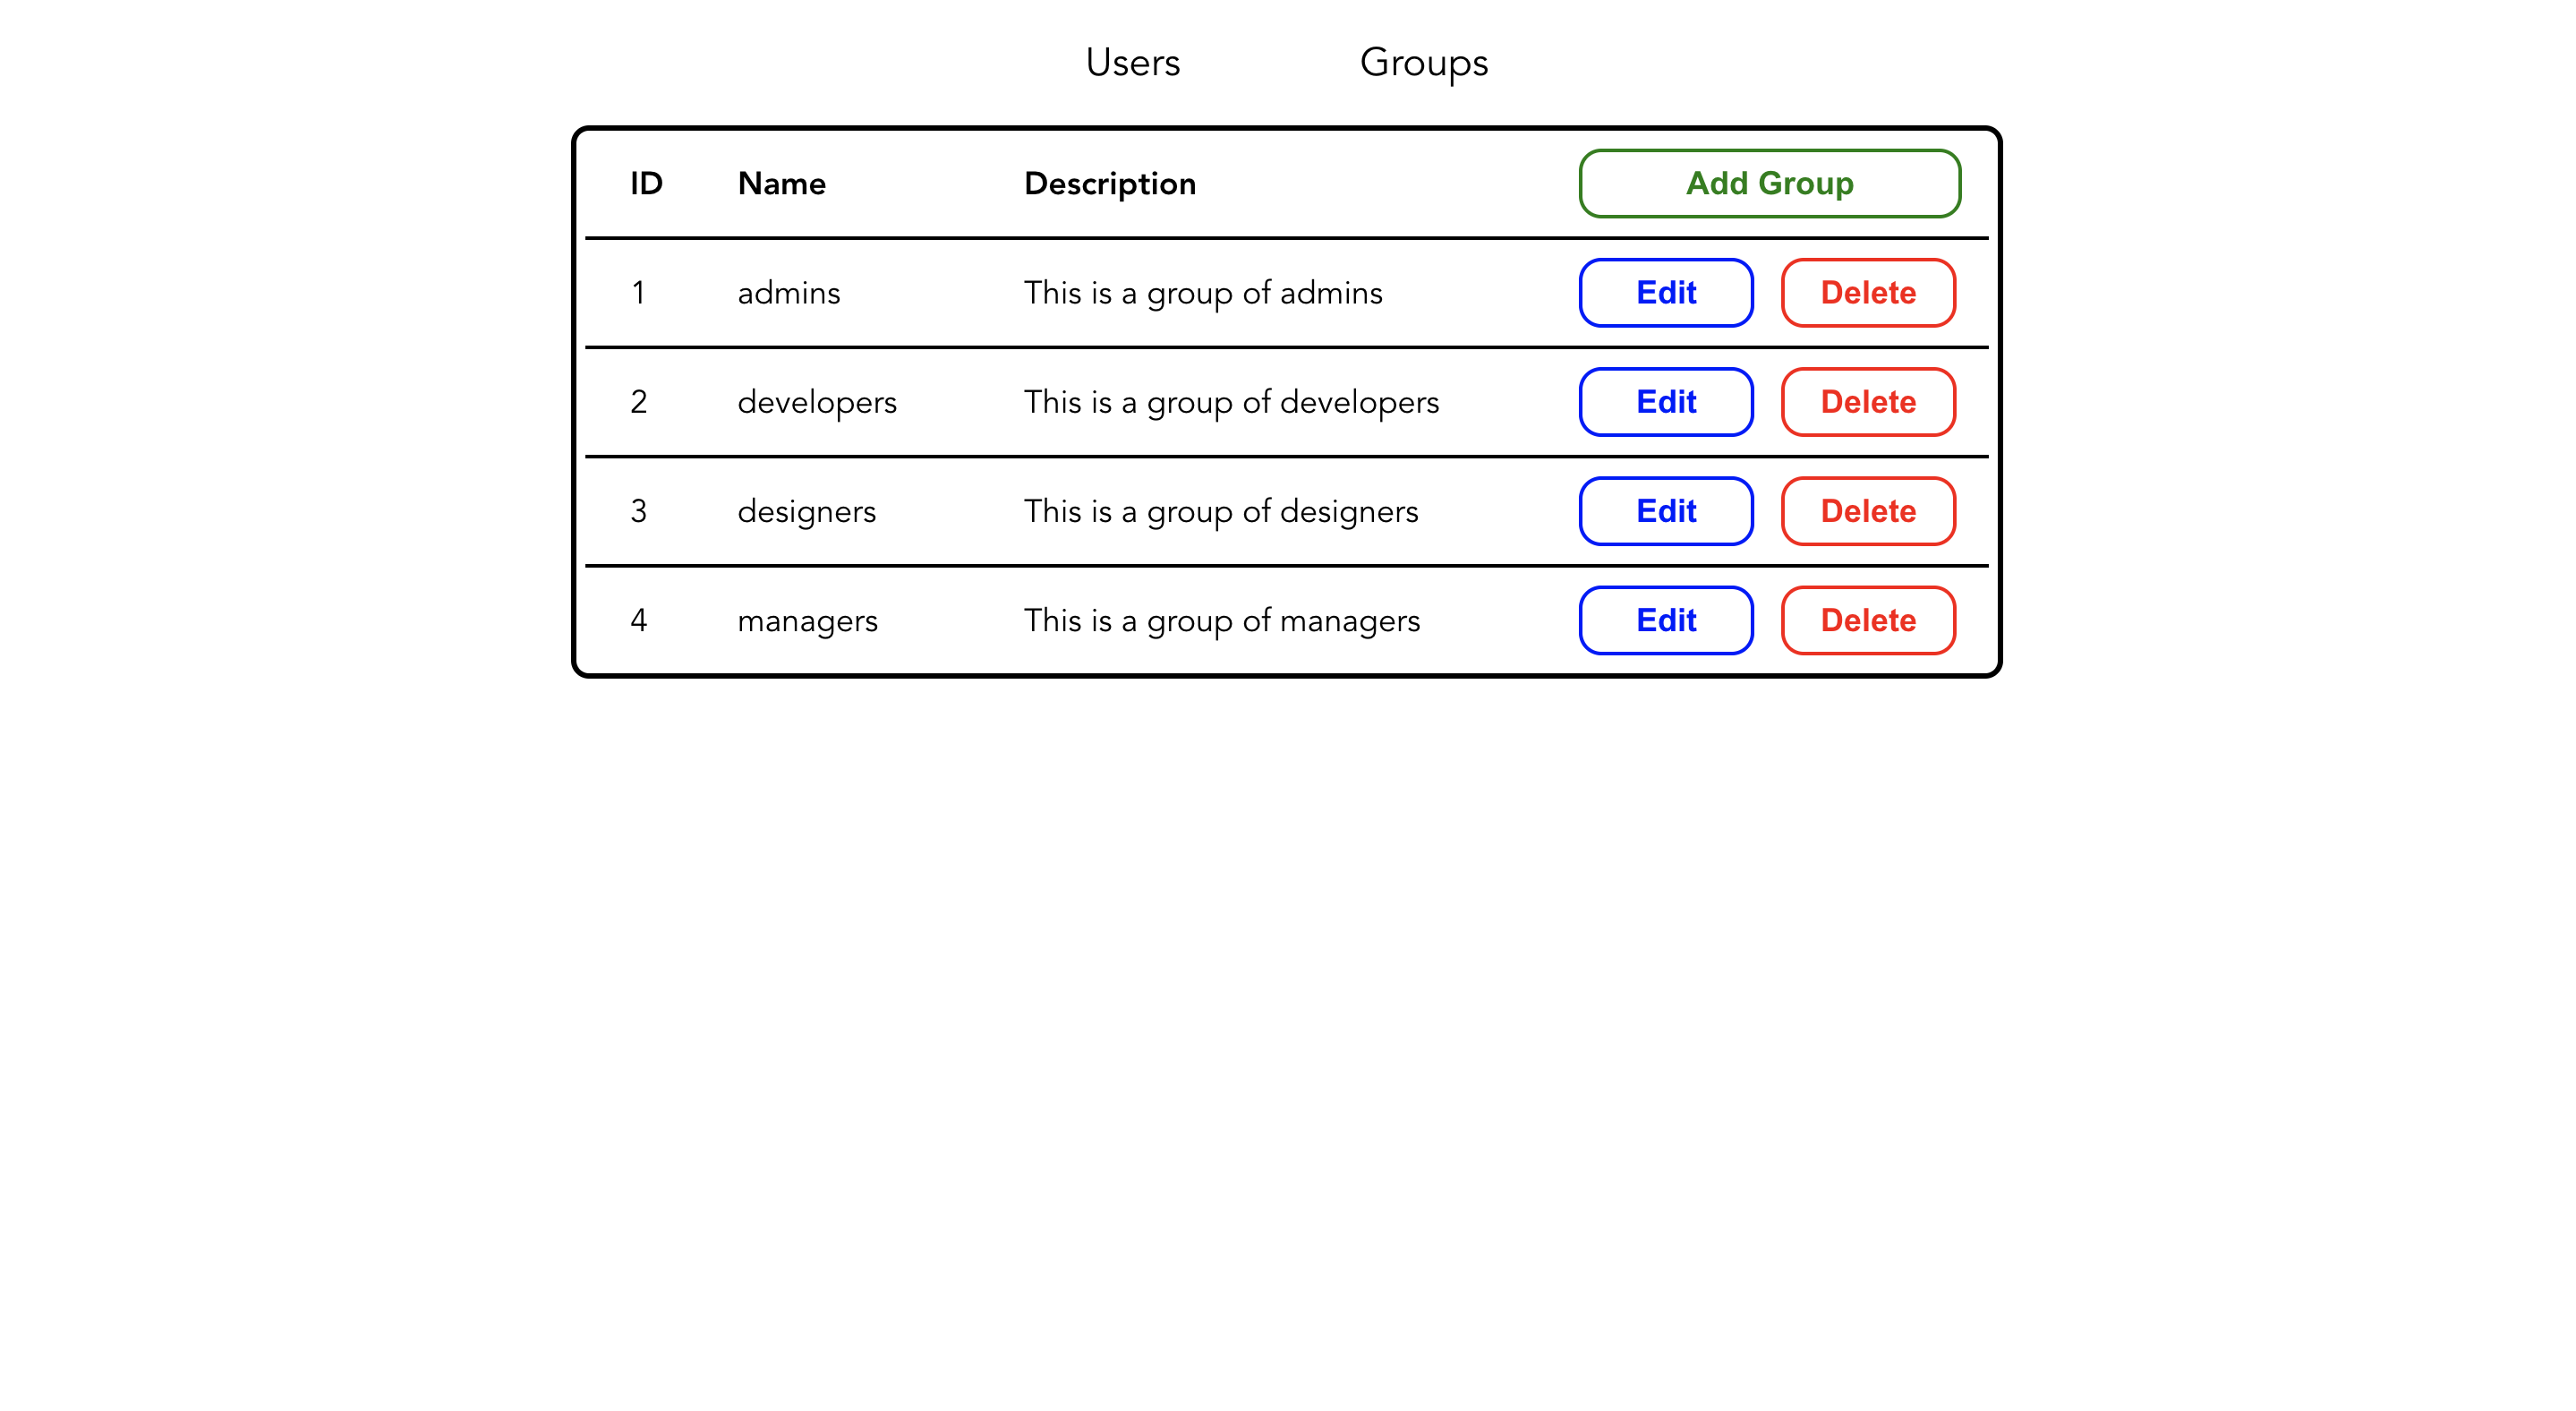 Users Groups
ID Name Description Add Group
1 admins This is a group of admins Edit Delete
2 developers This is a group of developers Edit Delete
3 designers This is a group of designers Edit Delete
4 managers This is a group of managers Edit Delete